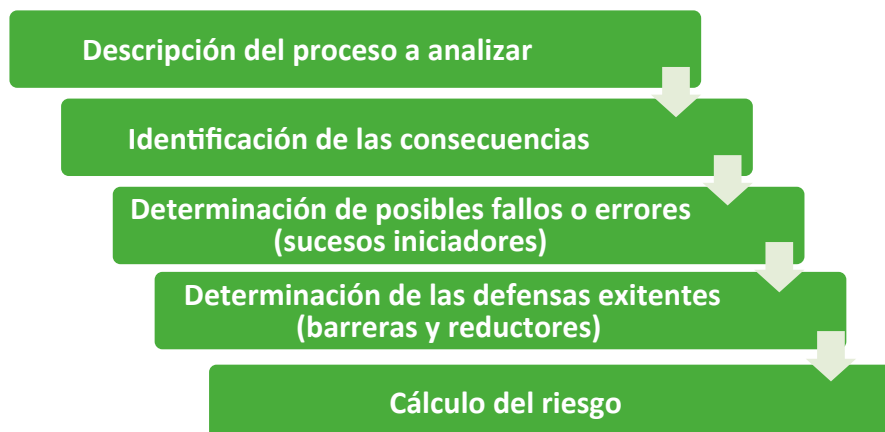 Descripción del proceso a analizar
Identificación de las consecuencias
Determinación de posibles fallos o errores
(sucesos iniciadores)
Determinación de las defensas exitentes
(barreras y reductores)
Cálculo del riesgo